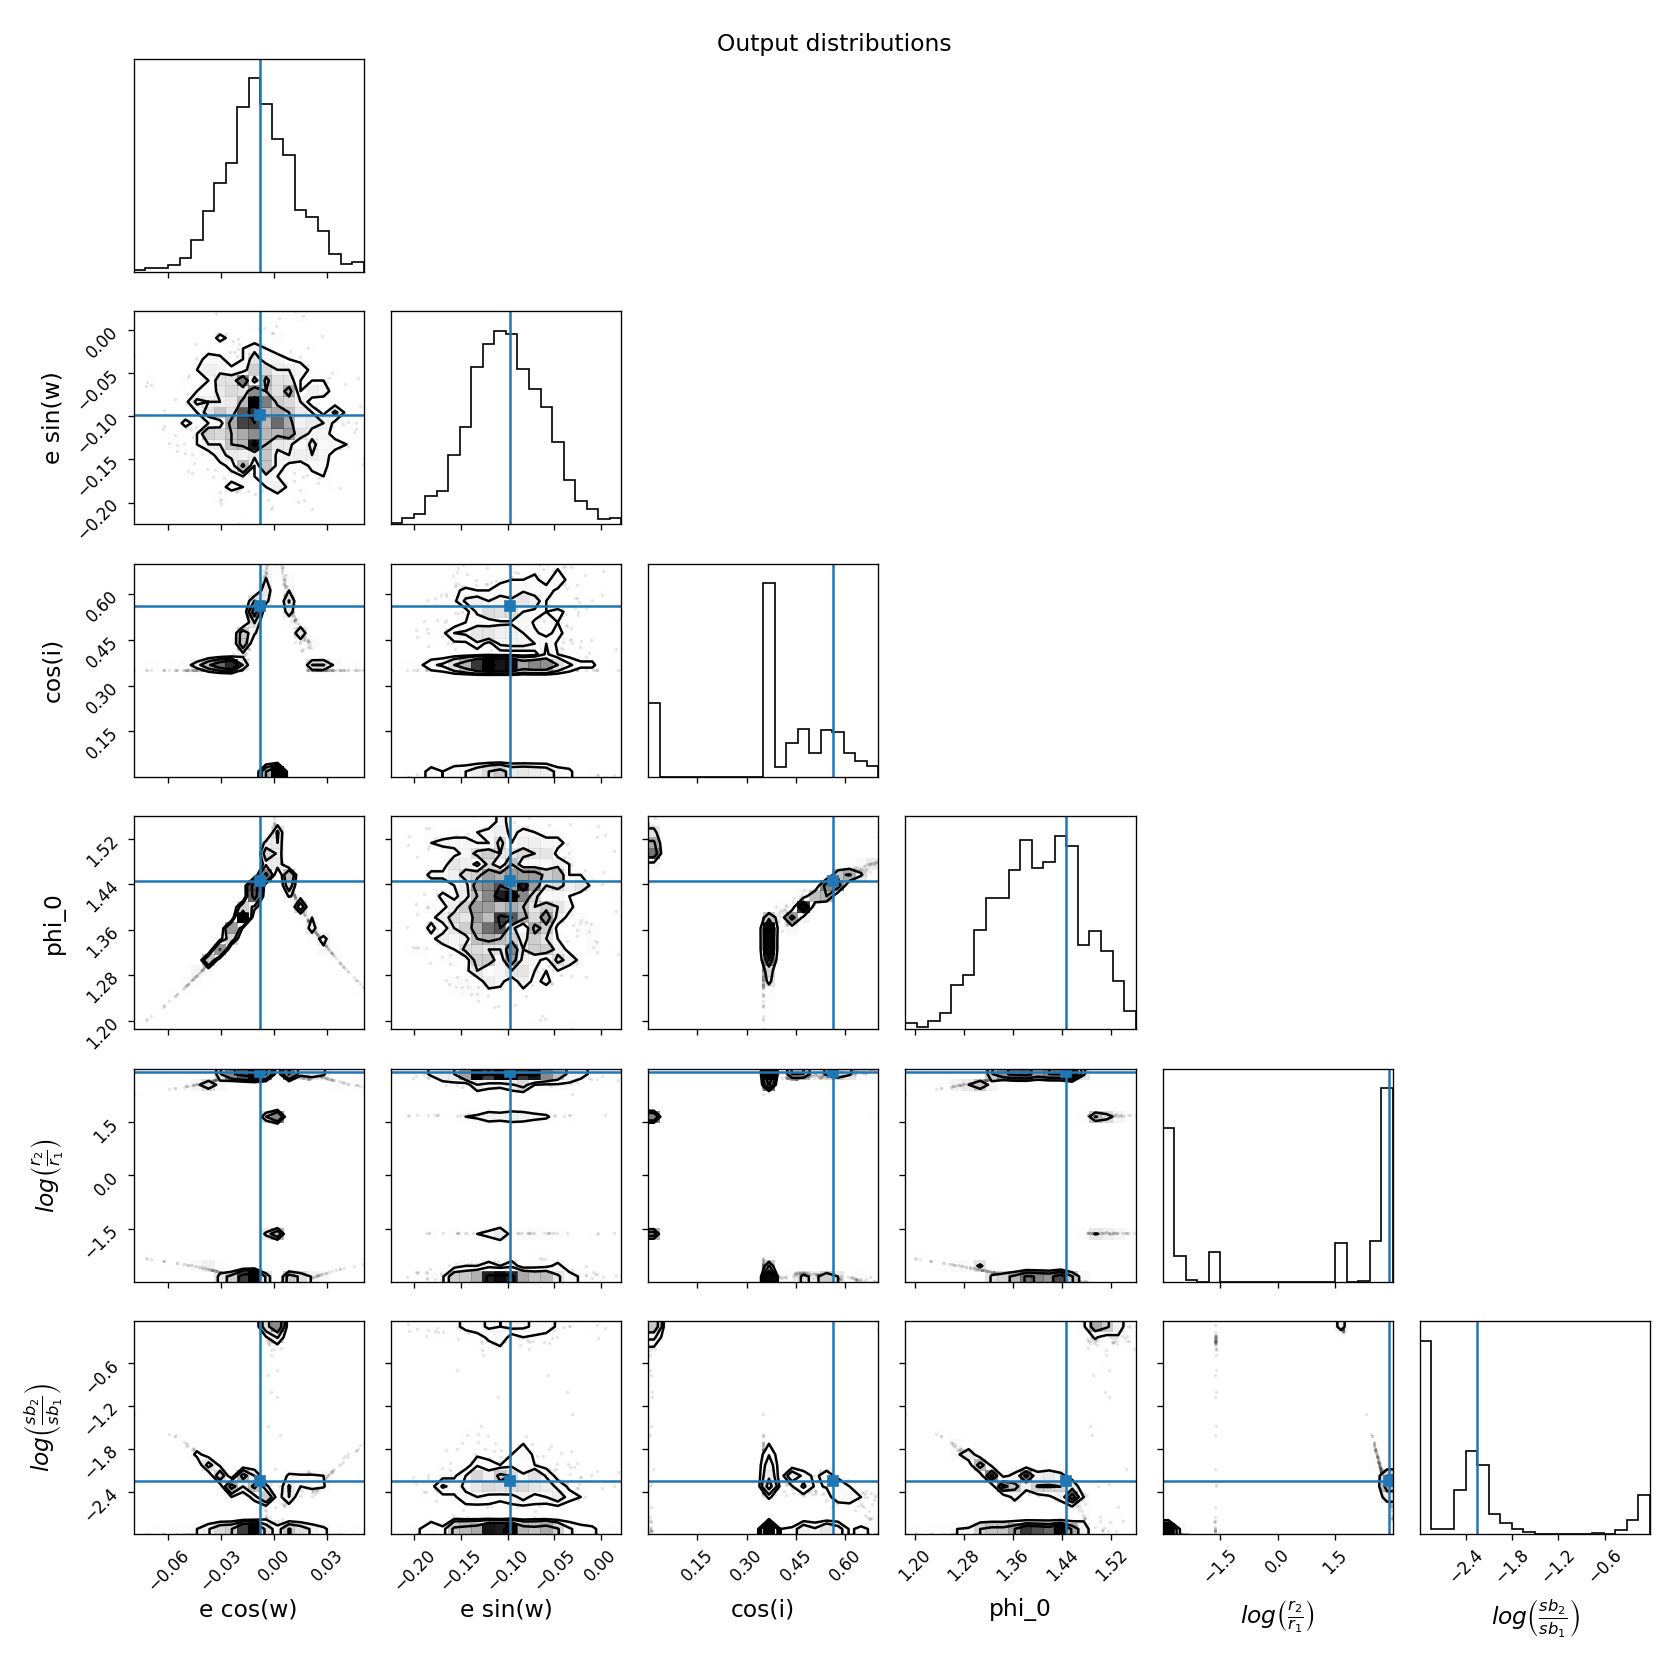 Output distributions
0.00
−0.05
−0.10
−0.15
−0.20
e sin(w)
0.60
0.45
0.30
0.15
cos(i)
1.52
1.44
1.36
1.28
1.20
phi_0
1.5
0.0
−1.5
log(r₂/r₁)
−0.6
−1.2
−1.8
−2.4
log(sb₂/sb₁)
−0.06 −0.03 0.00 0.03
−0.20 −0.15 −0.10 −0.05 0.00
0.15 0.30 0.45 0.60
1.20 1.28 1.36 1.44 1.52
−1.5 0.0 1.5
−2.4 −1.8 −1.2 −0.6
e cos(w) e sin(w) cos(i) phi_0 log(r₂/r₁) log(sb₂/sb₁)